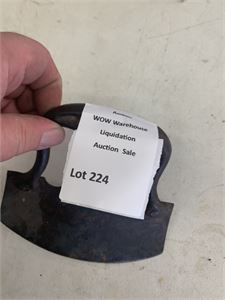 WOW Warehouse
Liquidation
Auction Sale
Lot 224